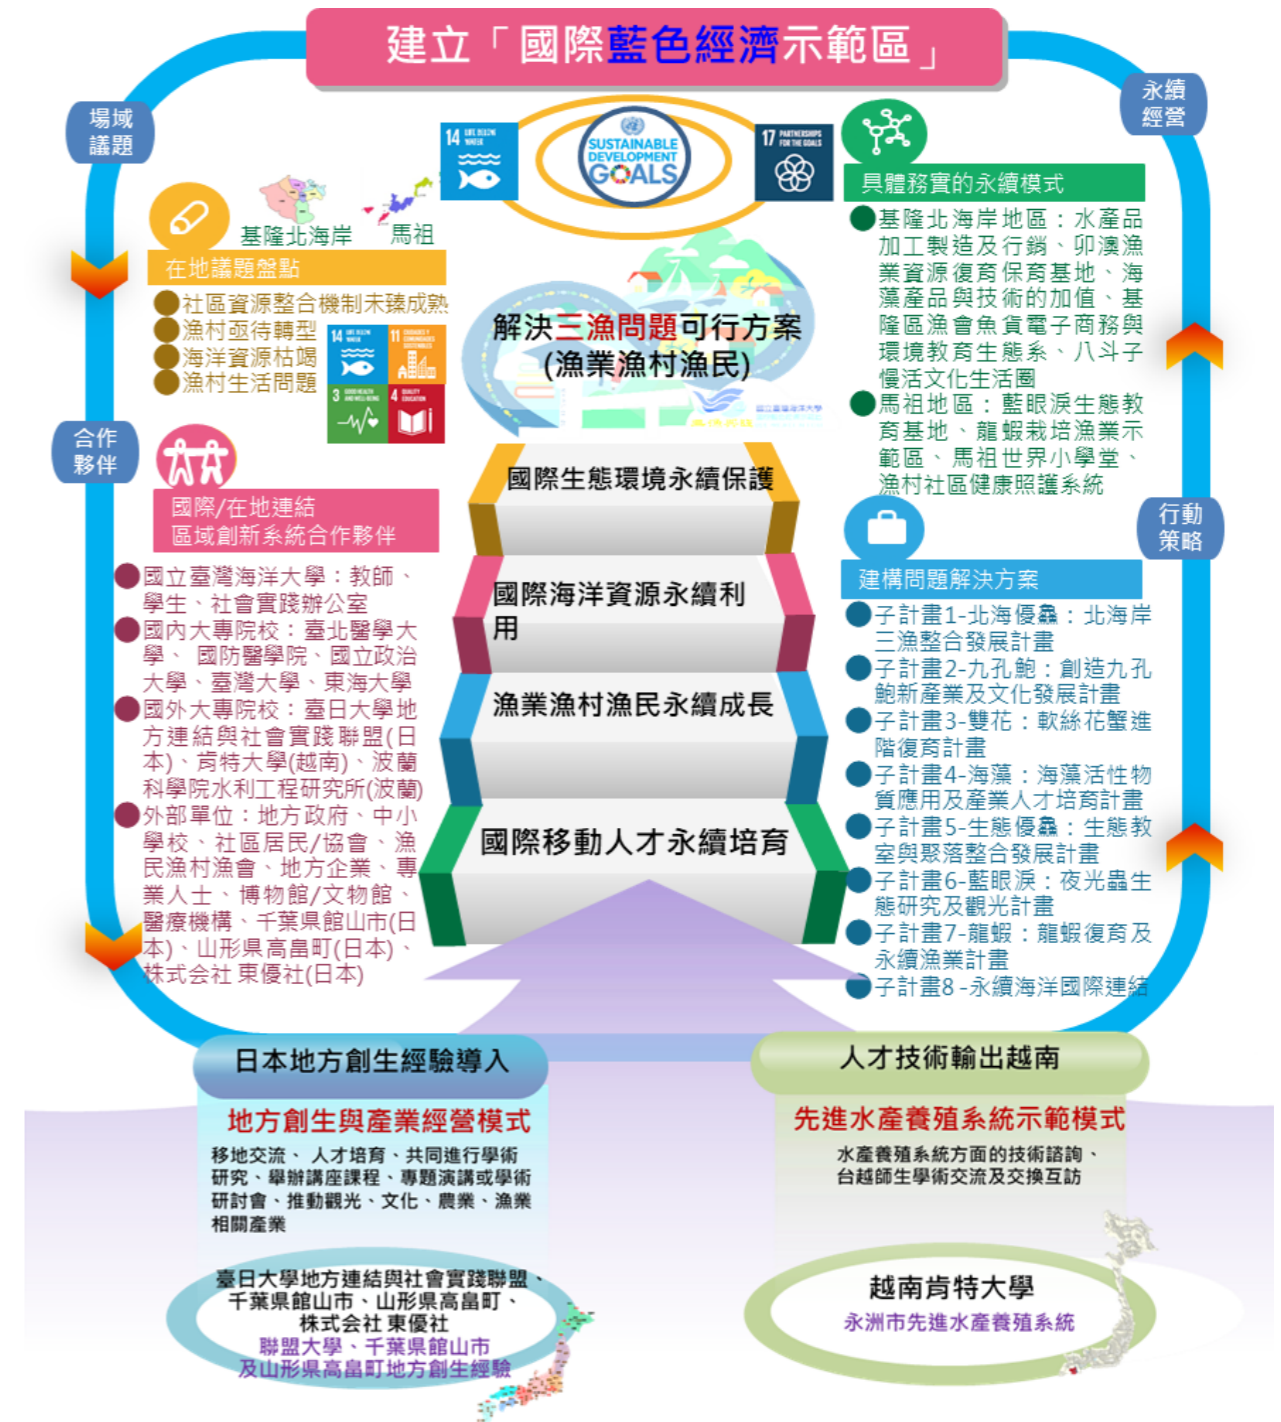 建立「國際藍色經濟示範區」
場域
議題
永續
經營
14 LIFE BELOW
WATER
SUSTAINABLE
DEVELOPMENT
GOALS
17 PARTNERSHIPS
FOR THE GOALS
基隆北海岸
馬祖
在地議題盤點
●社區資源整合機制未臻成熟
●漁村亟待轉型
●海洋資源枯竭
●漁村生活問題
14 LIFE BELOW
WATER
11 CIUDADES Y
COMUNIDADES
SOSTENIBLES
3 GOOD HEALTH
AND WELL-BEING
4 QUALITY
EDUCATION
合作
夥伴
國際/在地連結
區域創新系統合作夥伴
●國立臺灣海洋大學：教師、
學生、社會實踐辦公室
●國內大專院校：臺北醫學大
學、 國防醫學院、國立政治
大學、臺灣大學、東海大學
●國外大專院校：臺日大學地
方連結與社會實踐聯盟(日
本)、肯特大學(越南)、波蘭
科學院水利工程研究所(波蘭)
●外部單位：地方政府、中小
學校、社區居民/協會、漁
民漁村漁會、地方企業、專
業人士、博物館/文物館、
醫療機構、千葉県館山市(日
本)、山形県高畠町(日本)、
株式会社 東優社(日本)
解決三漁問題可行方案
(漁業漁村漁民)
國立臺灣海洋大學
國際生態環境永續保護
國際海洋資源永續利
用
漁業漁村漁民永續成長
國際移動人才永續培育
具體務實的永續模式
●基隆北海岸地區：水產品
加工製造及行銷、卯澳漁
業資源復育保育基地、海
藻產品與技術的加值、基
隆區漁會魚貨電子商務與
環境教育生態系、八斗子
慢活文化生活圈
●馬祖地區：藍眼淚生態教
育基地、龍蝦栽培漁業示
範區、馬祖世界小學堂、
漁村社區健康照護系統
行動
策略
建構問題解決方案
●子計畫1-北海優鱻：北海岸
三漁整合發展計畫
●子計畫2-九孔鮑：創造九孔
鮑新產業及文化發展計畫
●子計畫3-雙花：軟絲花蟹進
階復育計畫
●子計畫4-海藻：海藻活性物
質應用及產業人才培育計畫
●子計畫5-生態優鱻：生態教
室與聚落整合發展計畫
●子計畫6-藍眼淚：夜光蟲生
態研究及觀光計畫
●子計畫7-龍蝦：龍蝦復育及
永續漁業計畫
●子計畫8 -永續海洋國際連結
日本地方創生經驗導入
地方創生與產業經營模式
移地交流、 人才培育、共同進行學術
研究、舉辦講座課程、專題演講或學術
研討會、推動觀光、文化、農業、漁業
相關產業
臺日大學地方連結與社會實踐聯盟、
千葉県館山市、山形県高畠町、
株式会社 東優社
聯盟大學、千葉県館山市
及山形県高畠町地方創生經驗
人才技術輸出越南
先進水產養殖系統示範模式
水產養殖系統方面的技術諮詢、
台越師生學術交流及交換互訪
越南肯特大學
永洲市先進水產養殖系統